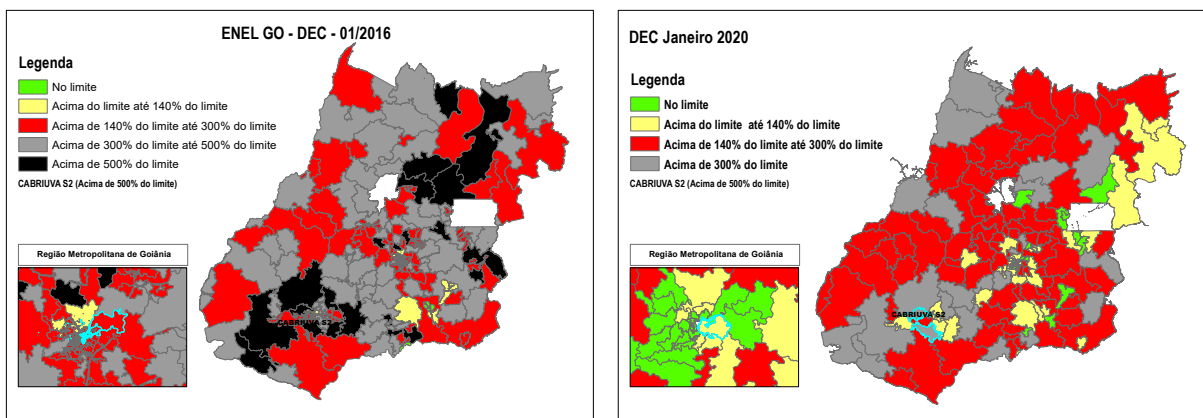 ENEL GO - DEC - 01/2016
Legenda
No limite
Acima do limite até 140% do limite
Acima de 140% do limite até 300% do limite
Acima de 300% do limite até 500% do limite
Acima de 500% do limite
CABRIUVA S2 (Acima de 500% do limite)
Região Metropolitana de Goiânia
CABRIUVA S2
DEC Janeiro 2020
Legenda
No limite
Acima do limite até 140% do limite
Acima de 140% do limite até 300% do limite
Acima de 300% do limite
CABRIUVA S2 (Acima de 500% do limite)
Região Metropolitana de Goiânia
CABRIUVA S2